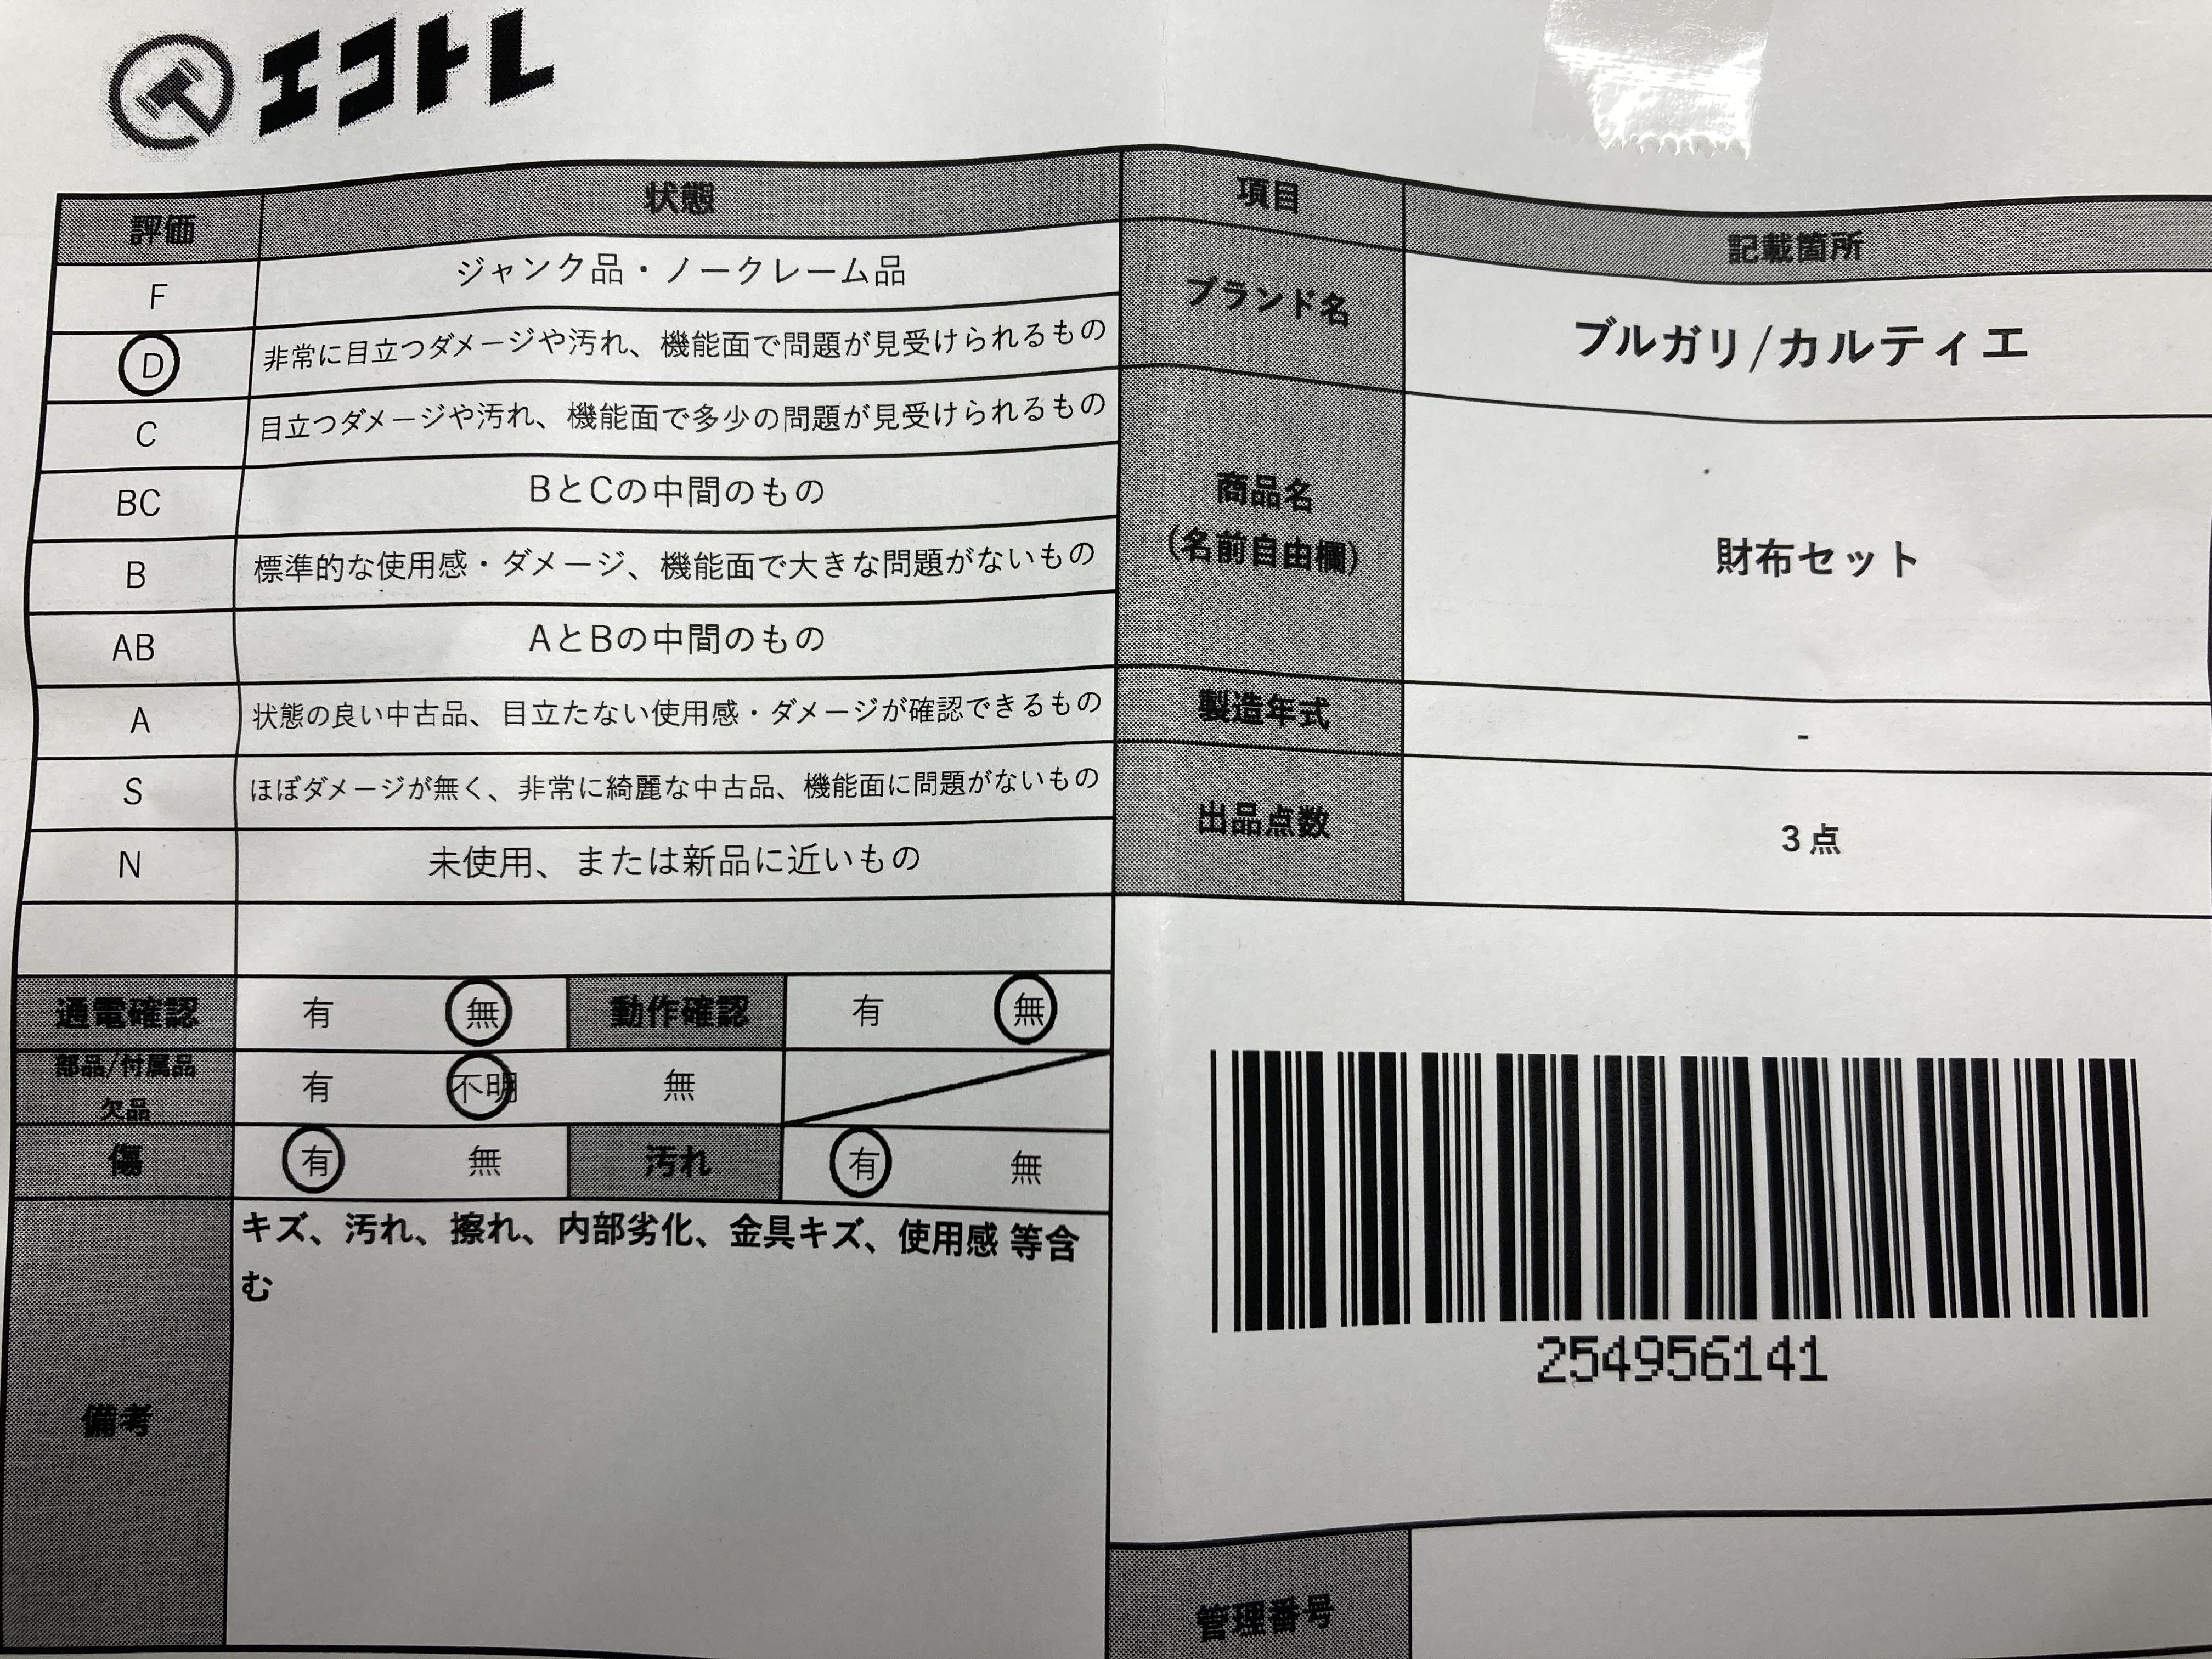 エコトレ
評価 状態
F ジャンク品・ノークレーム品
D 非常に目立つダメージや汚れ、機能面で問題が見受けられるもの
C 目立つダメージや汚れ、機能面で多少の問題が見受けられるもの
BC BとCの中間のもの
B 標準的な使用感・ダメージ、機能面で大きな問題がないもの
AB AとBの中間のもの
A 状態の良い中古品、目立たない使用感・ダメージが確認できるもの
S ほぼダメージが無く、非常に綺麗な中古品、機能面に問題がないもの
N 未使用、または新品に近いもの
通電確認 有 無 動作確認 有 無
部品/付属品
欠品
有 不明 無
傷 有 無 汚れ 有 無
備考
キズ、汚れ、擦れ、内部劣化、金具キズ、使用感 等含
む
項目 記載箇所
ブランド名 ブルガリ/カルティエ
商品名
(名前自由欄)
財布セット
製造年式 -
出品点数 3点
254956141
管理番号